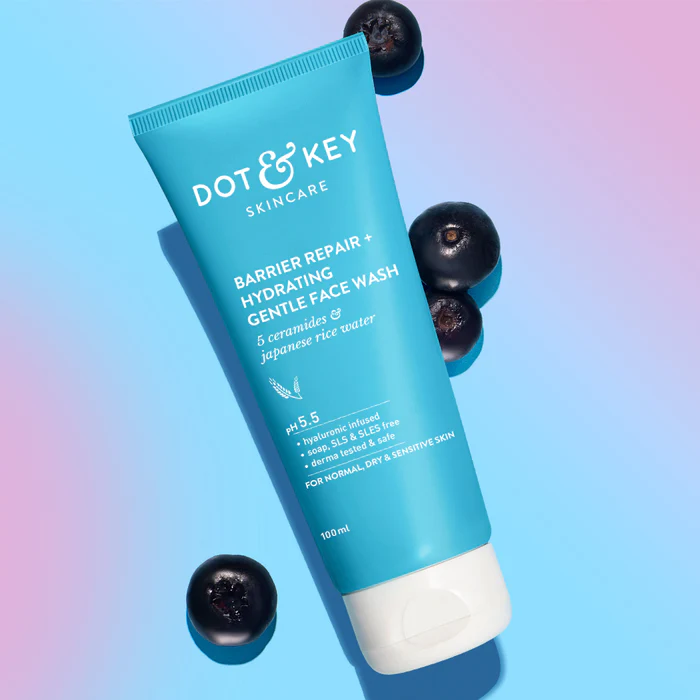 DOT & KEY
SKINCARE
BARRIER REPAIR +
HYDRATING
GENTLE FACE WASH
5 ceramides &
japanese rice water
pH 5.5
• hyaluronic infused
• soap, SLS & SLES free
• derma tested & safe
FOR NORMAL, DRY & SENSITIVE SKIN
100ml